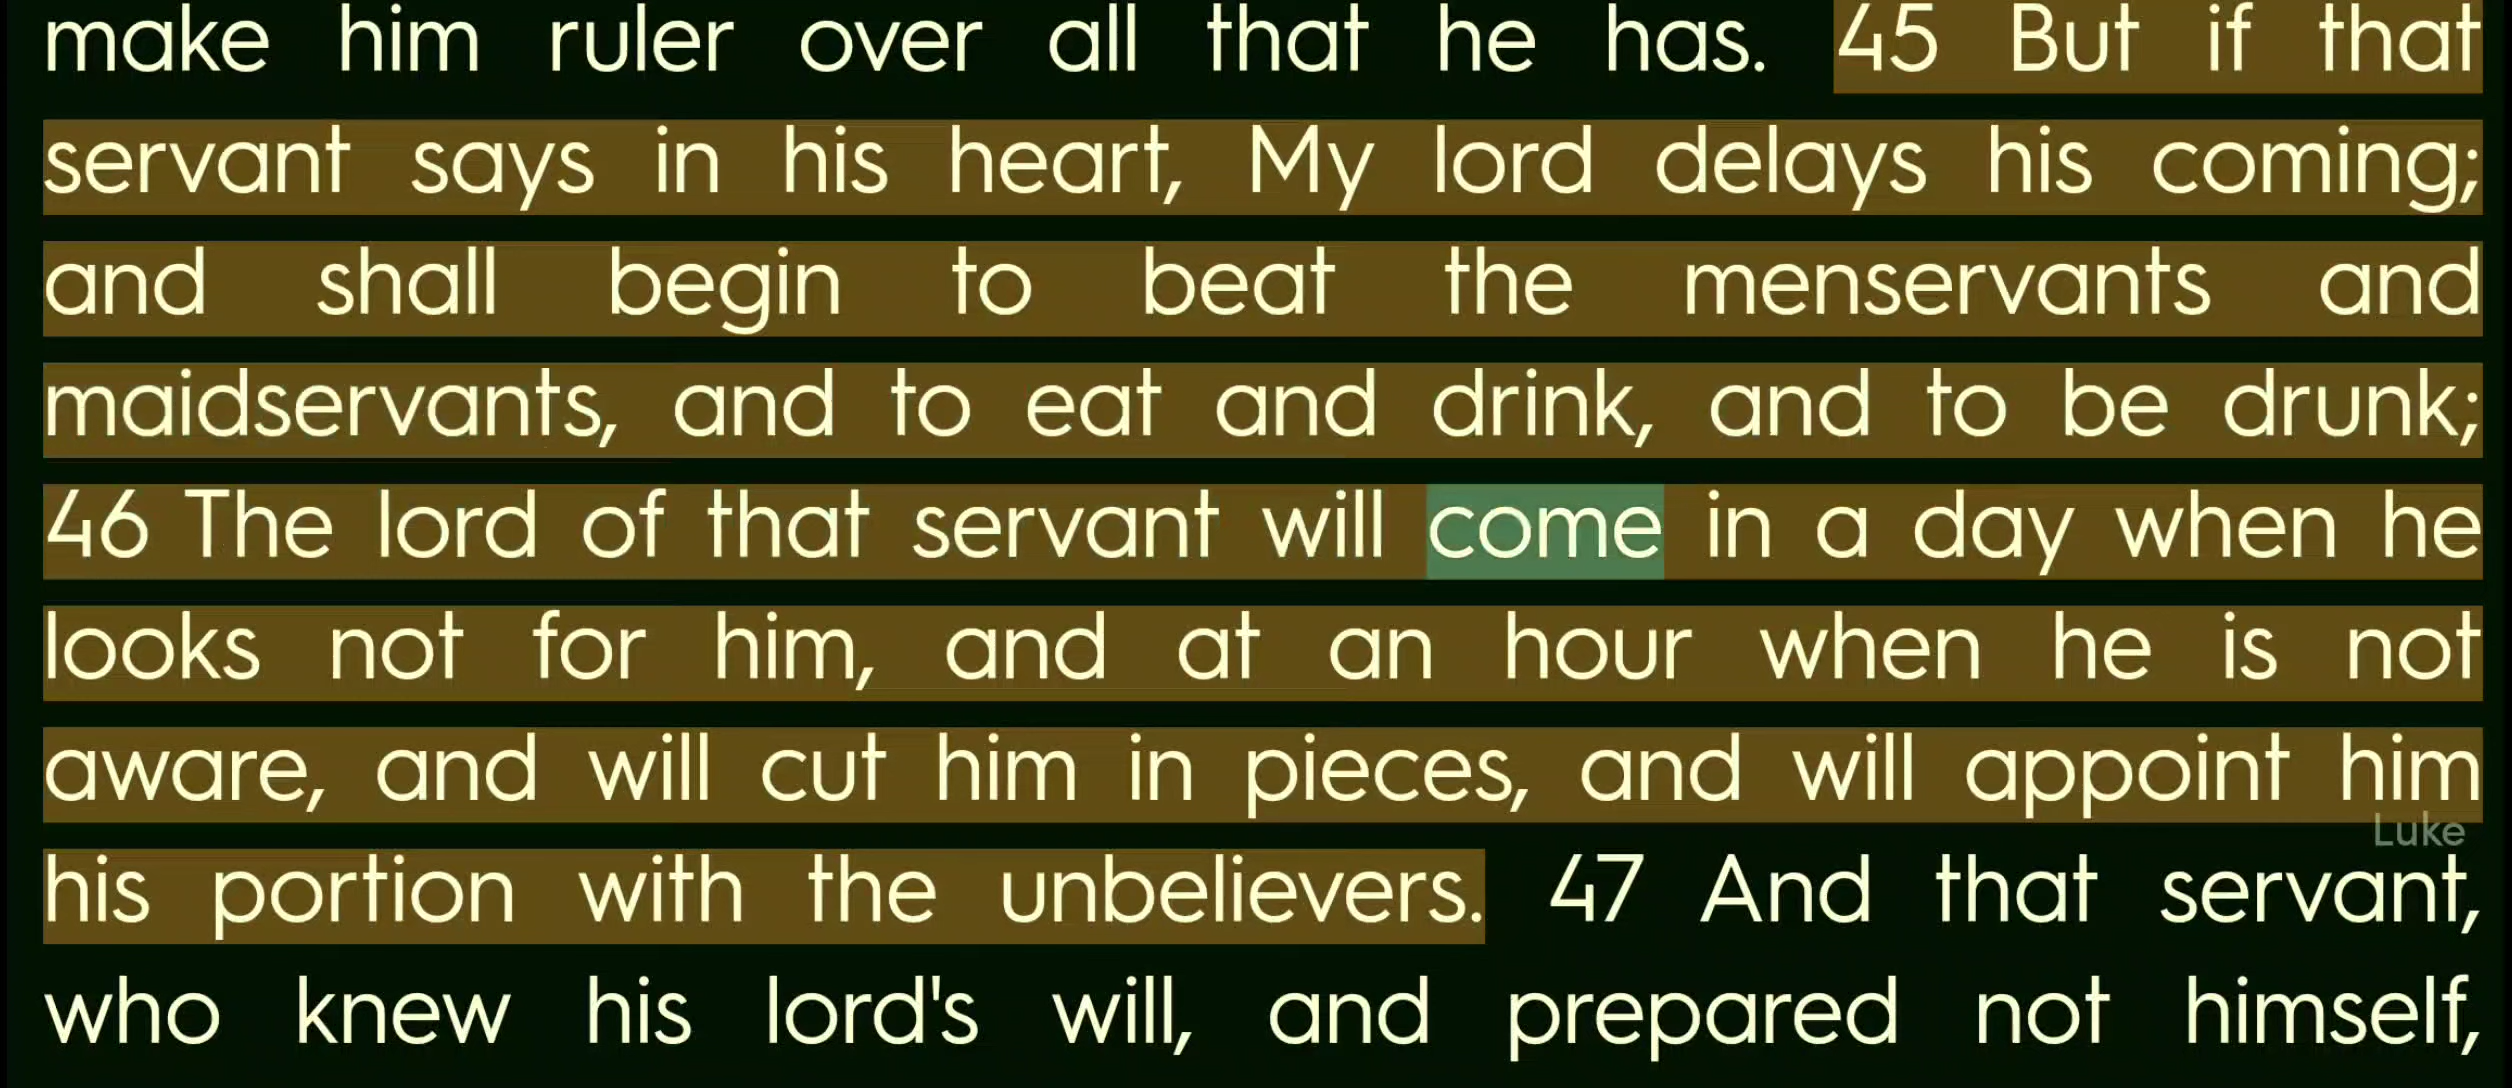 make him ruler over all that he has. 45 But if that
servant says in his heart, My lord delays his coming;
and shall begin to beat the menservants and
maidservants, and to eat and drink, and to be drunk;
46 The lord of that servant will come in a day when he
looks not for him, and at an hour when he is not
aware, and will cut him in pieces, and will appoint him
Luke
his portion with the unbelievers. 47 And that servant,
who knew his lord's will, and prepared not himself,